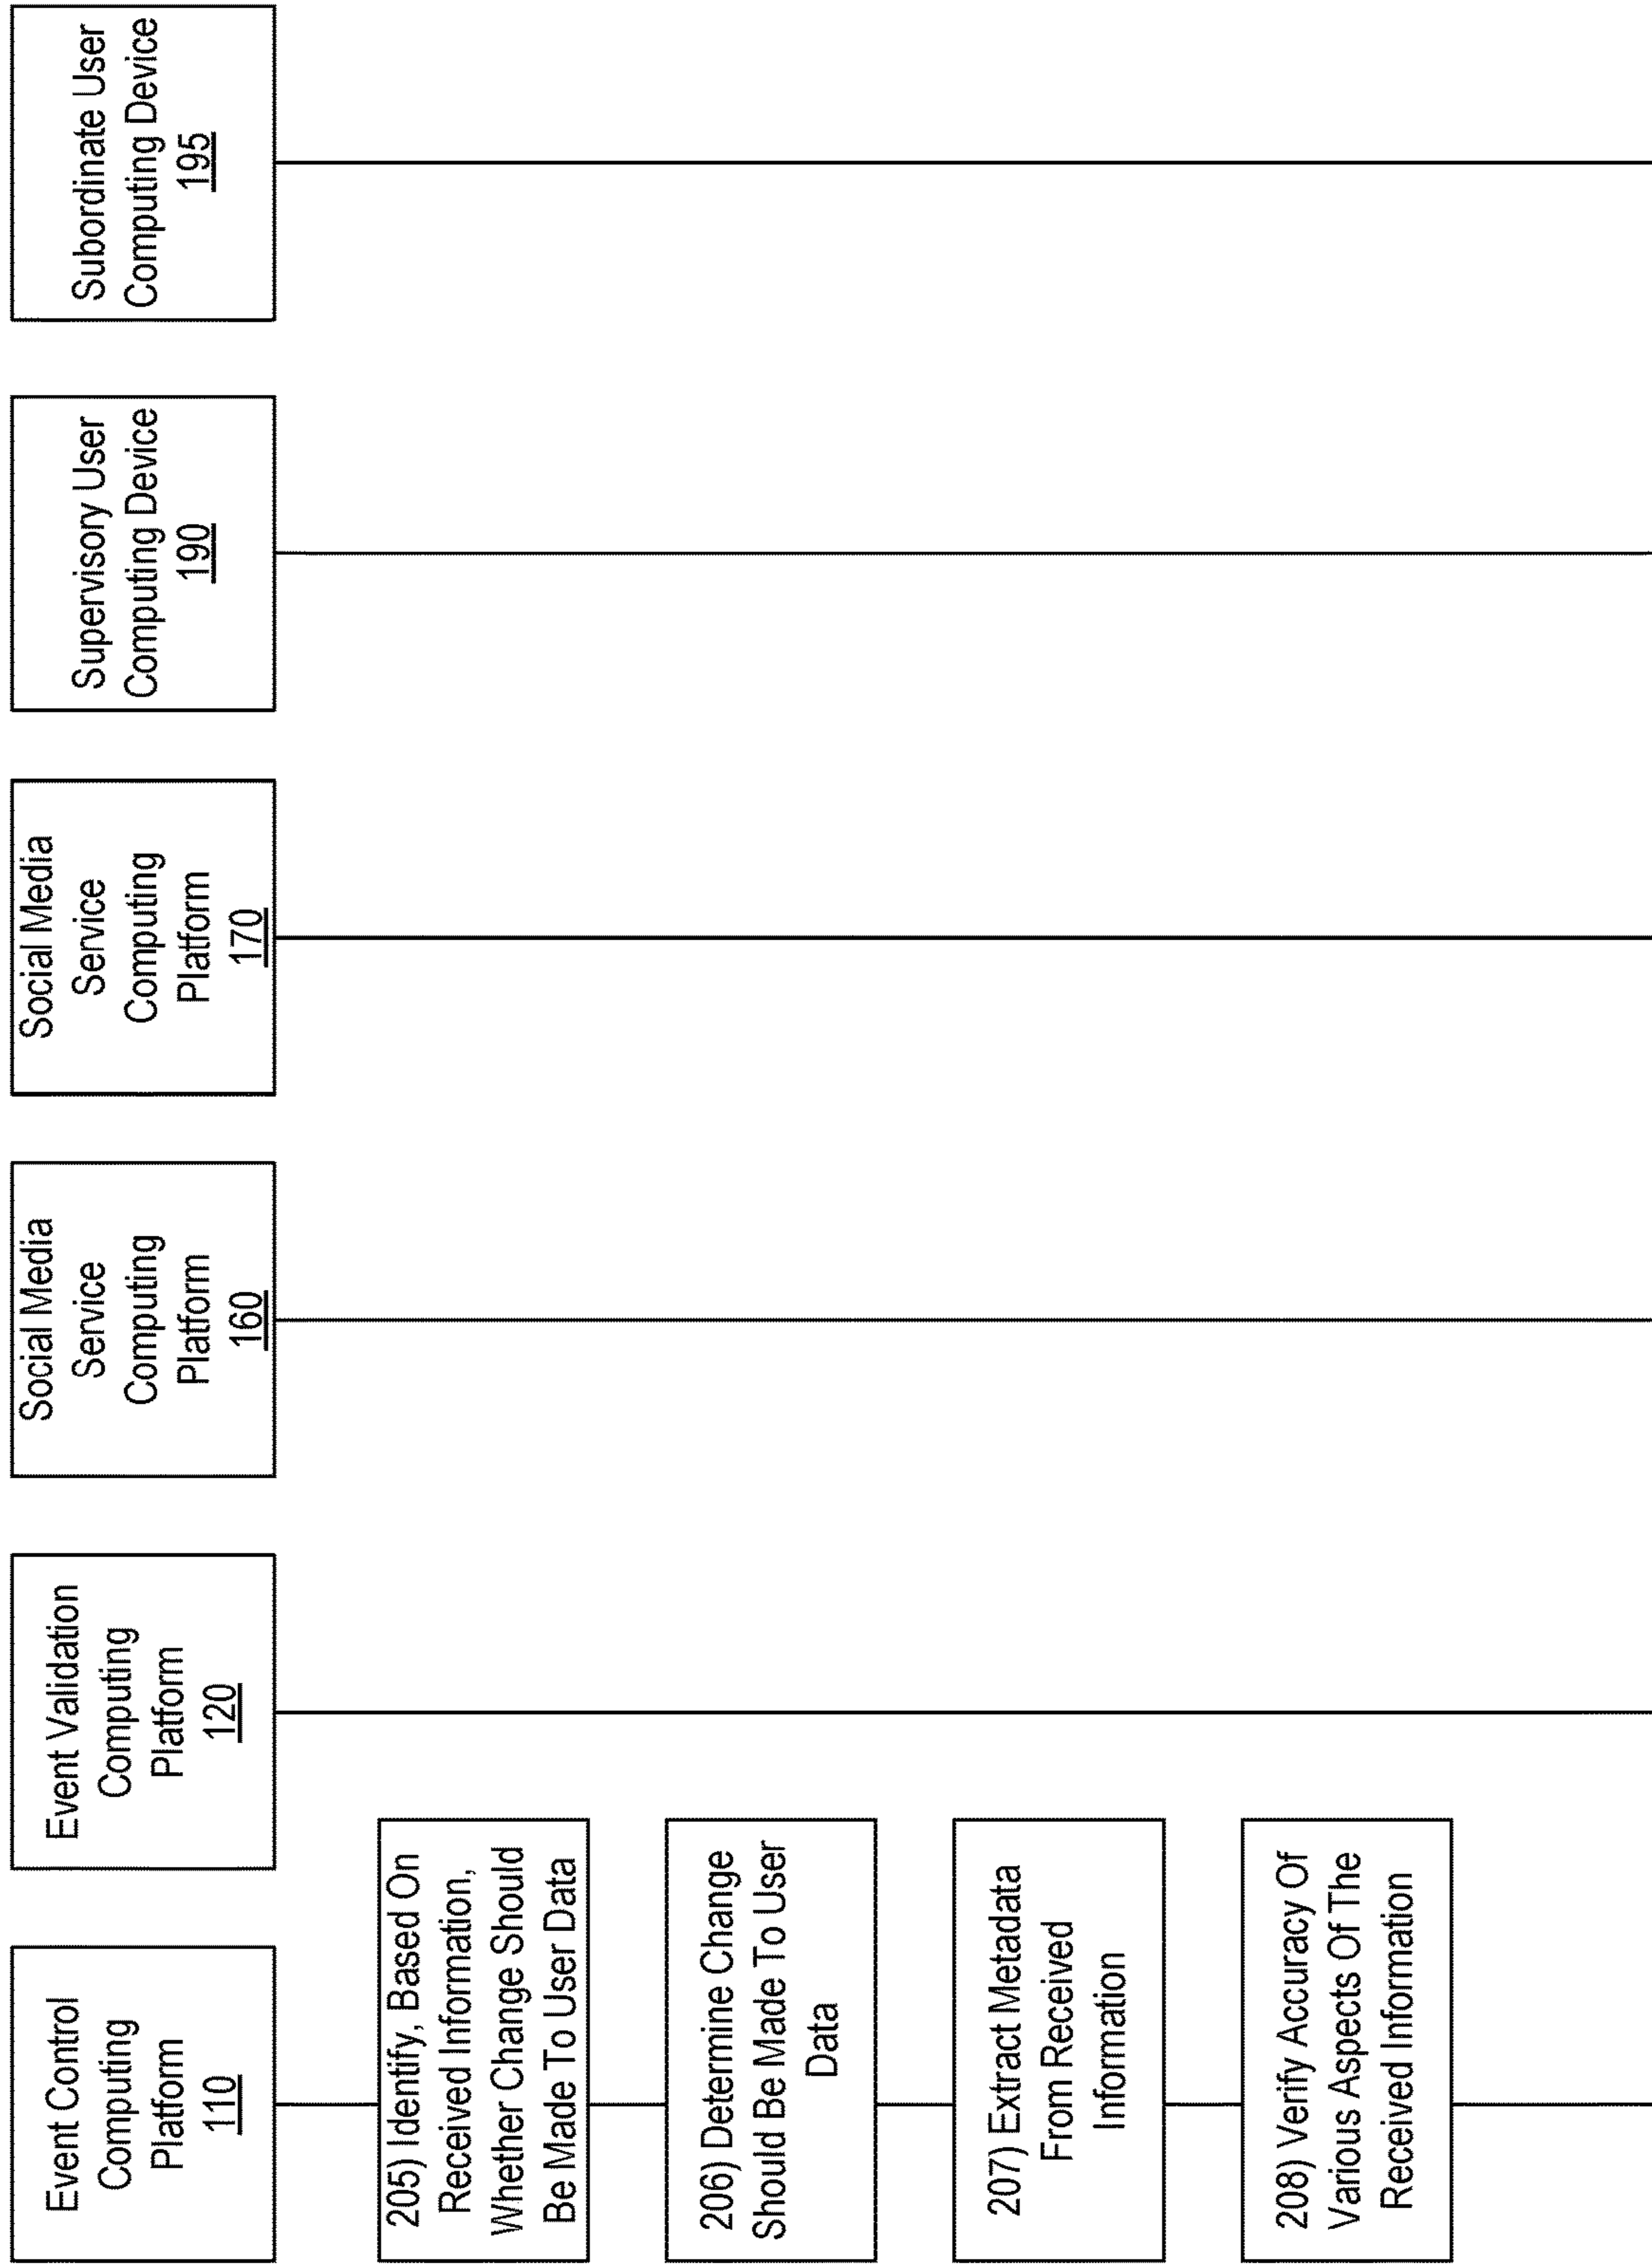 Event Control
Computing
Platform
110
Event Validation
Computing
Platform
120
Social Media
Service
Computing
Platform
160
Social Media
Service
Computing
Platform
170
Supervisory User
Computing Device
190
Subordinate User
Computing Device
195
205) Identify, Based On
Received Information,
Whether Change Should
Be Made To User Data
206) Determine Change
Should Be Made To User
Data
207) Extract Metadata
From Received
Information
208) Verify Accuracy Of
Various Aspects Of The
Received Information